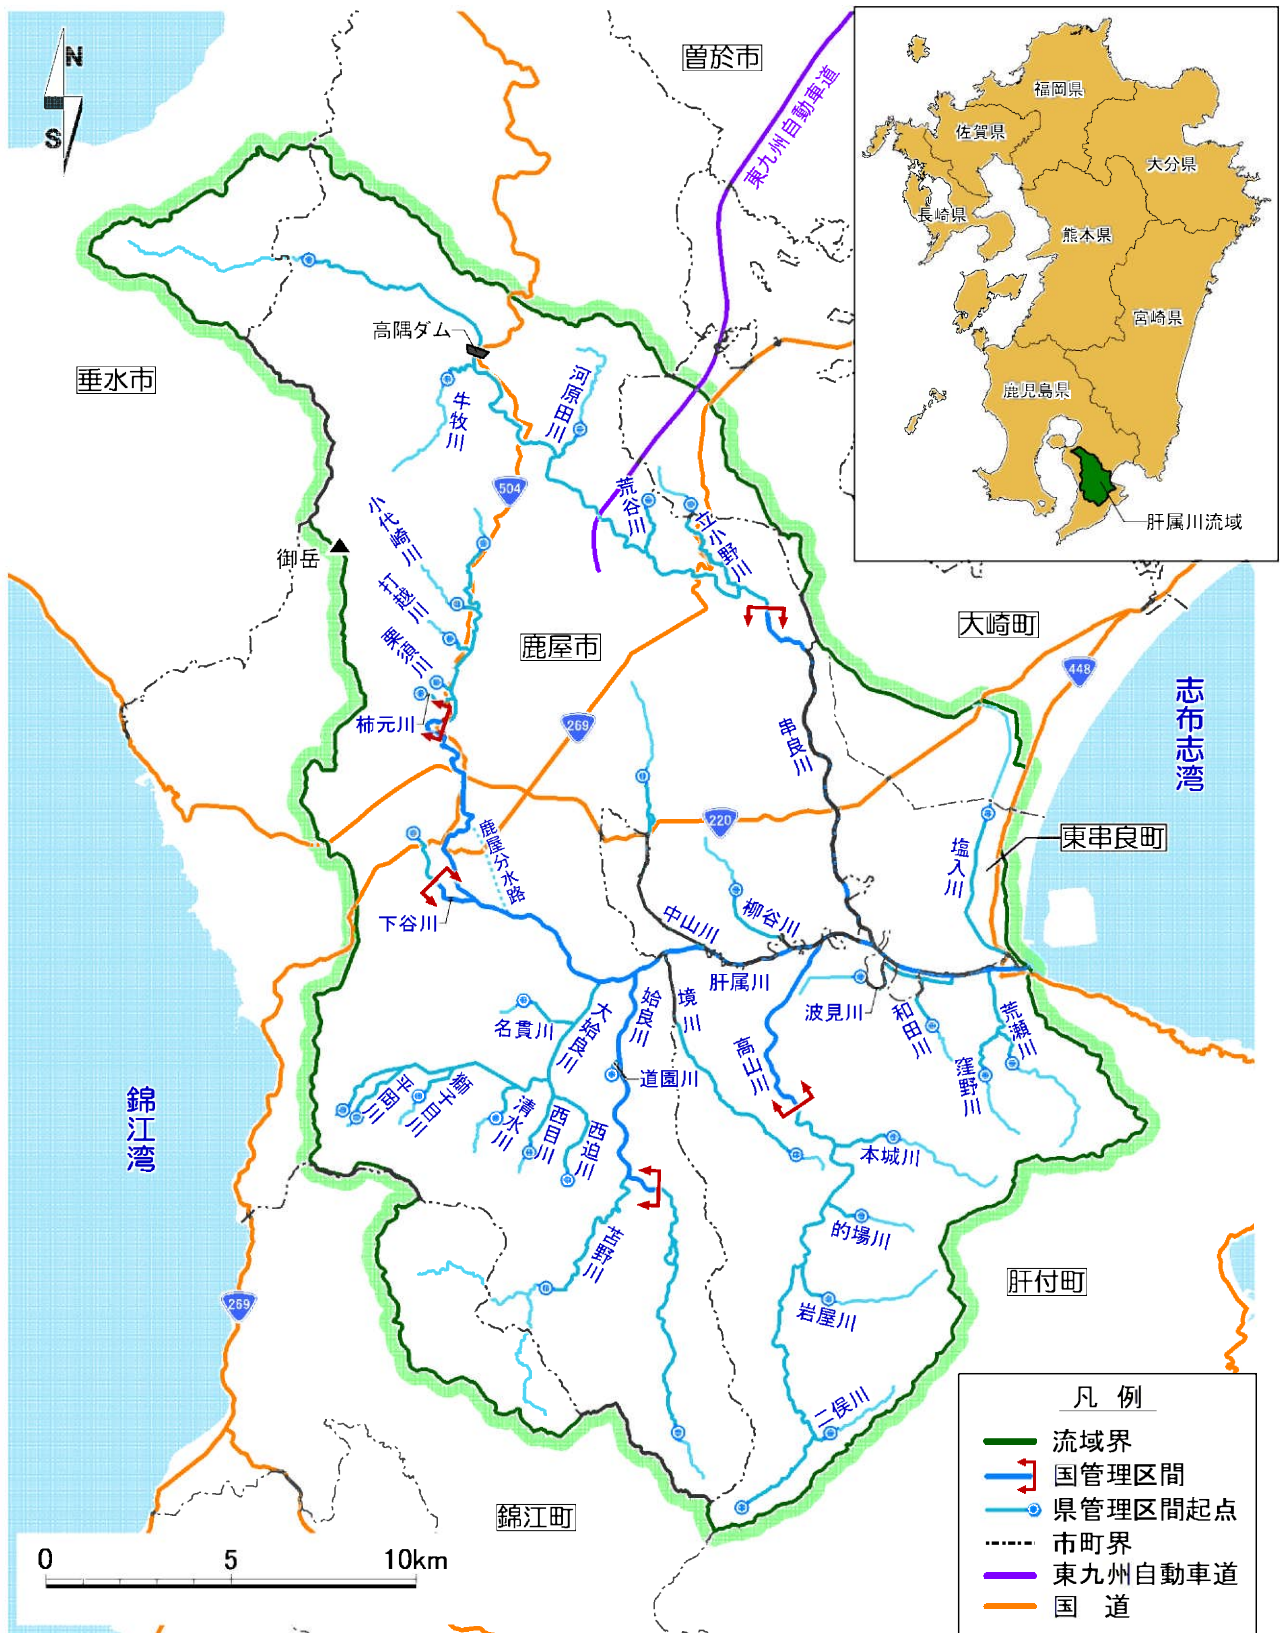 N
S
曽於市
東九州自動車道
福岡県
佐賀県
大分県
長崎県
熊本県
宮崎県
鹿児島県
肝属川流域
高隈ダム
垂水市
牛牧川
河原田川
504
荒谷川
立小野川
小代崎川
御岳
打越川
栗須川
鹿屋市
大崎町
448
志布志湾
柿元川
269
串良川
220
鹿屋分水路
塩入川
東串良町
下谷川
中山川
柳谷川
肝属川
波見川
和田川
荒瀬川
窪野川
名貫川
大姶良川
姶良川
境川
高山川
道園川
錦江湾
平田川
獅子目川
清水川
西目川
西迫川
本城川
苫野川
的場川
岩屋川
肝付町
269
二俣川
錦江町
凡 例
流域界
国管理区間
県管理区間起点
市町界
東九州自動車道
国 道
0 5 10km